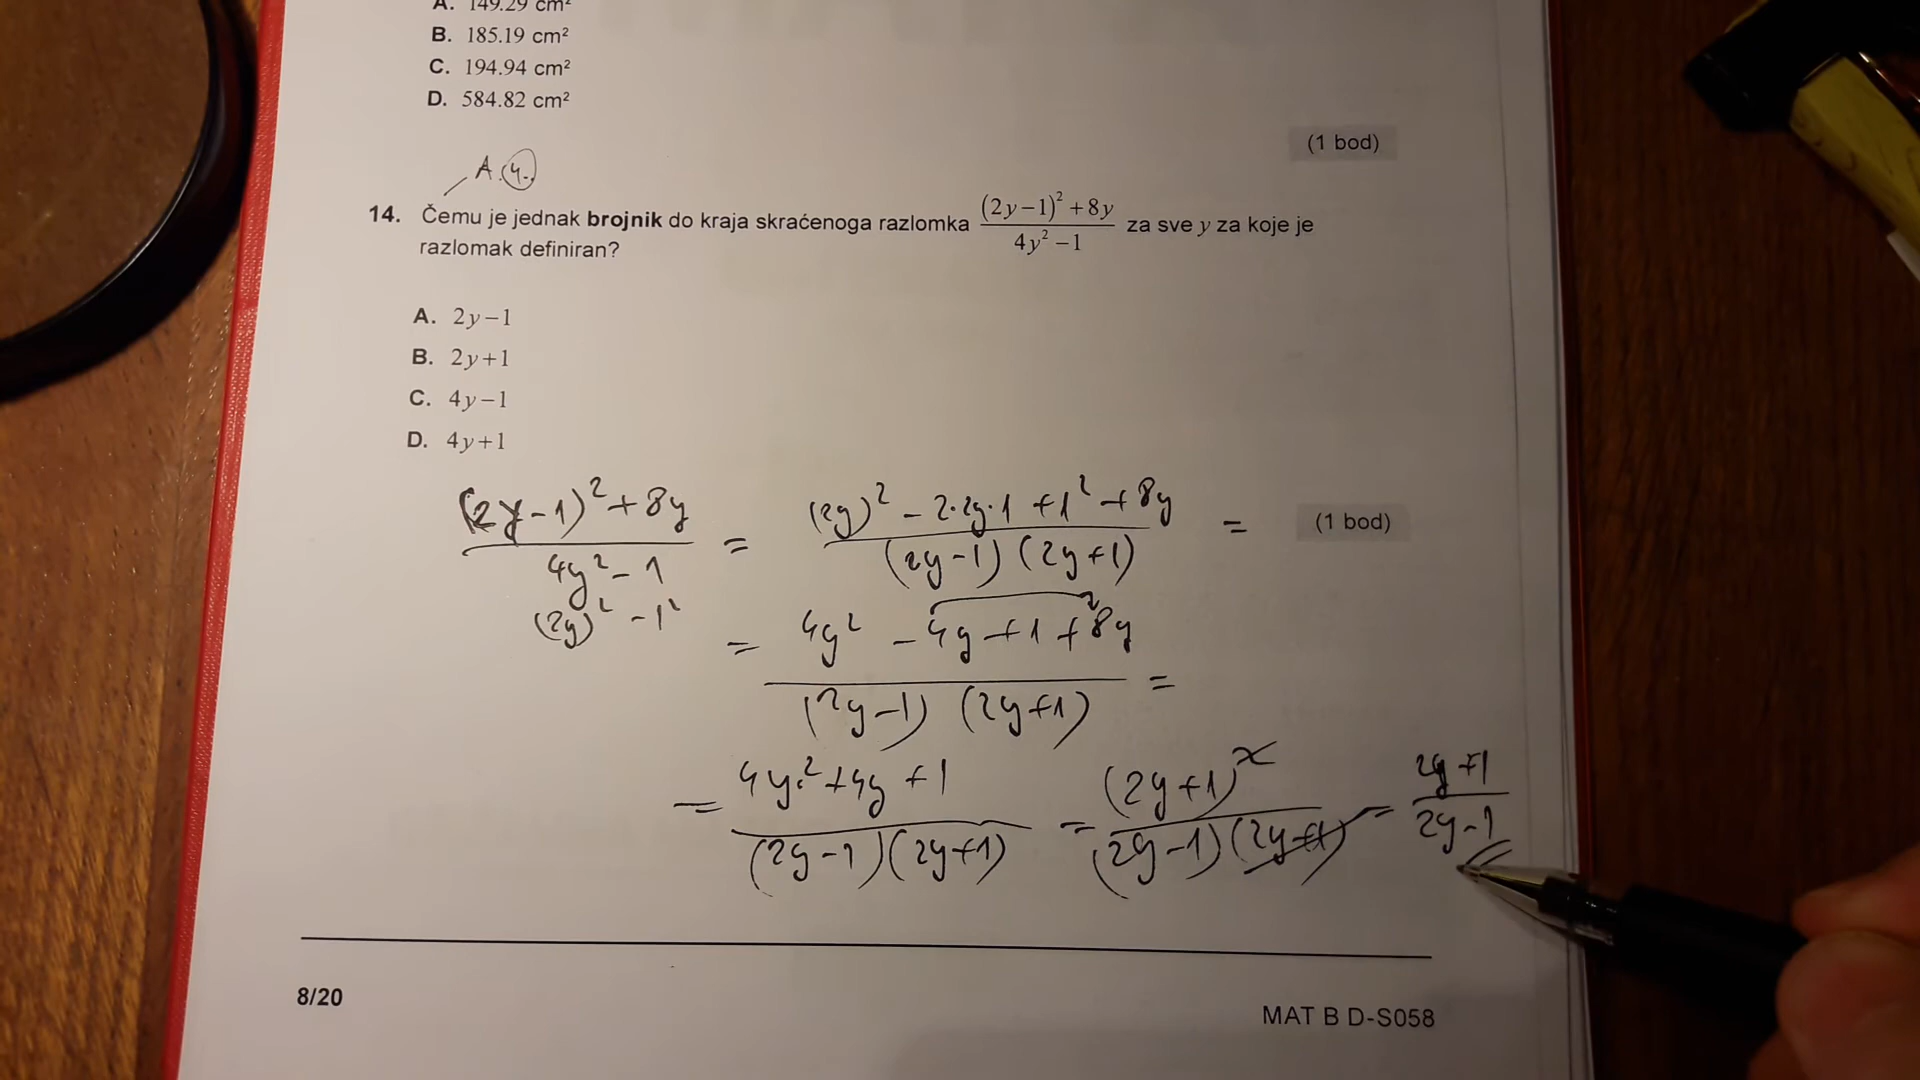 A. 149.29 cm²
B. 185.19 cm²
C. 194.94 cm²
D. 584.82 cm²
(1 bod)
A.4.
14. Čemu je jednak brojnik do kraja skraćenoga razlomka ((2y−1)²+8y)/(4y²−1) za sve y za koje je
razlomak definiran?
A. 2y−1
B. 2y+1
C. 4y−1
D. 4y+1
(1 bod)
((2y-1)²+8y)/(4y²-1) = ((2y)²-2·2y·1+1²+8y)/((2y-1)(2y+1)) =
(2y)²-1²
= (4y²-4y+1+8y)/((2y-1)(2y+1)) =
= (4y²+4y+1)/((2y-1)(2y+1)) = (2y+1)²/((2y-1)(2y+1)) = (2y+1)/(2y-1)
8/20
MAT B D-S058